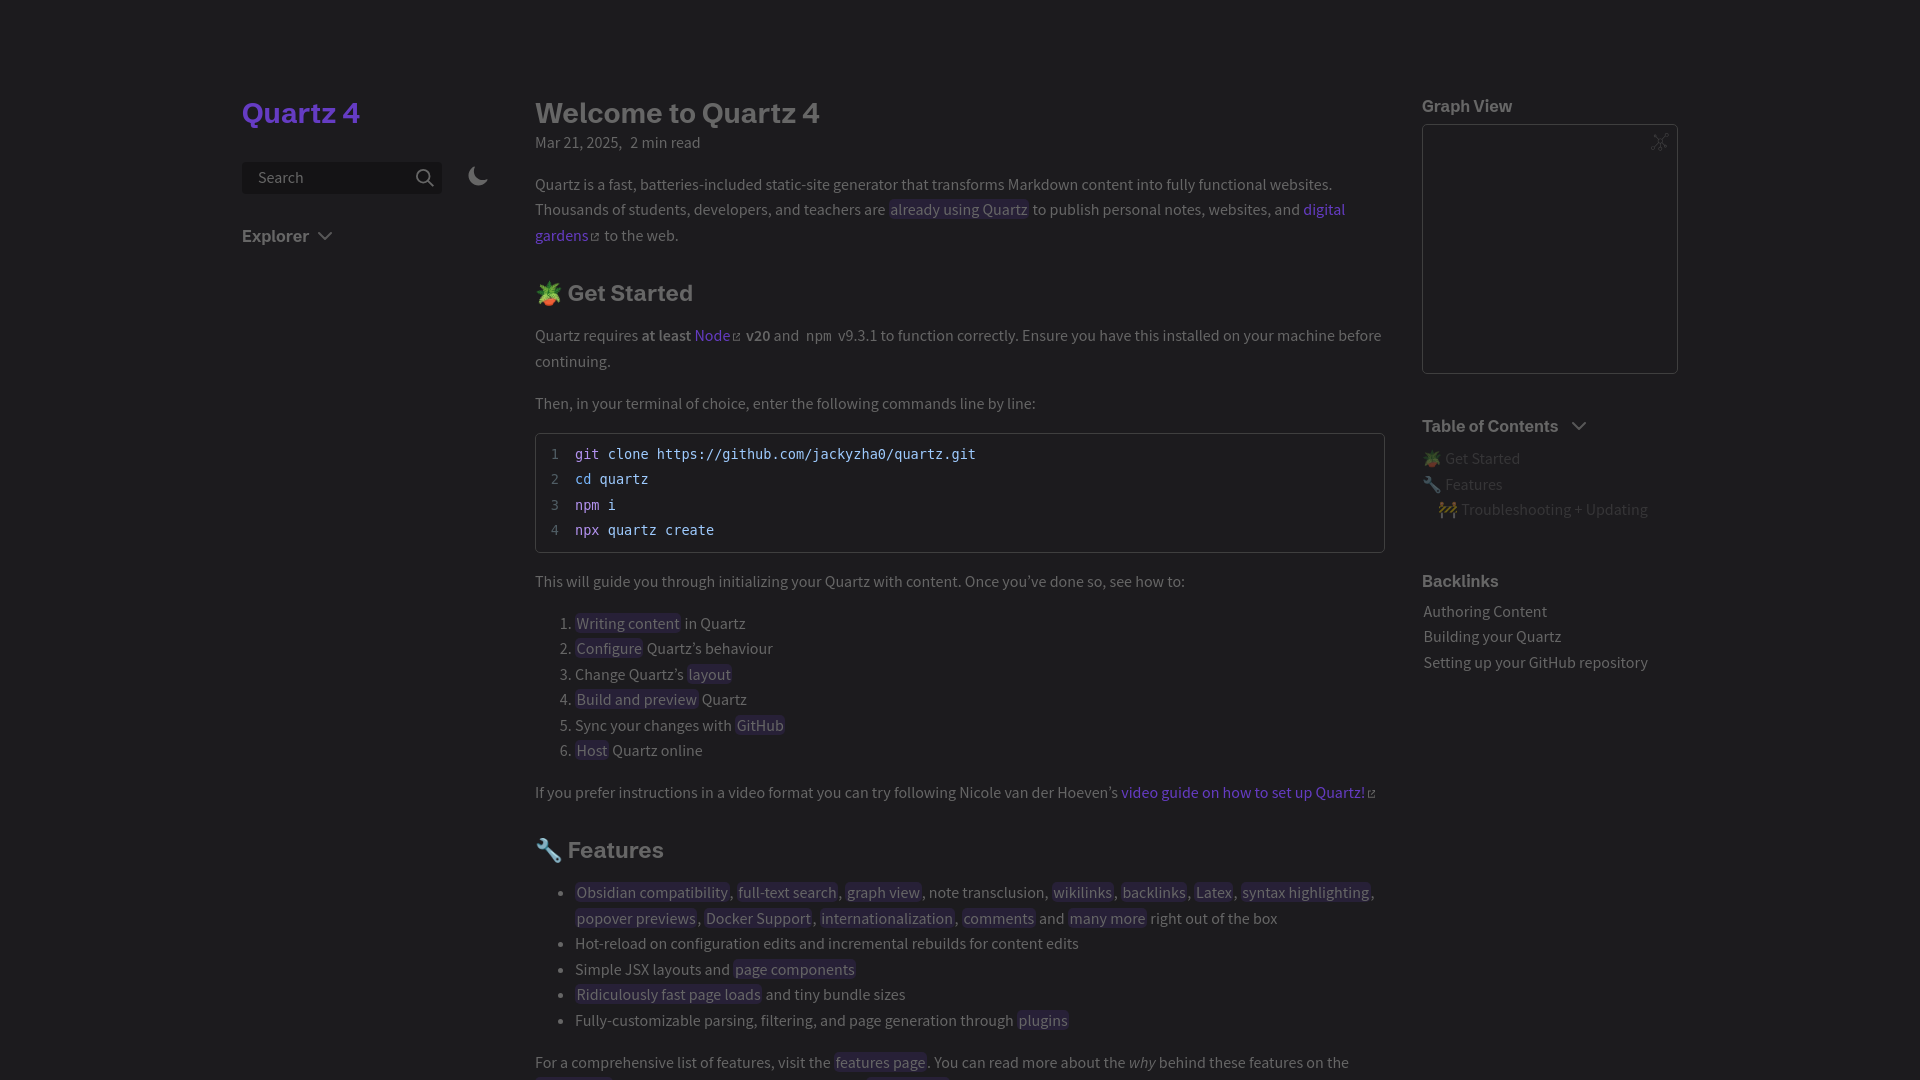 Quartz 4
Search
Explorer
Welcome to Quartz 4
Mar 21, 2025, 2 min read
Quartz is a fast, batteries-included static-site generator that transforms Markdown content into fully functional websites.
Thousands of students, developers, and teachers are already using Quartz to publish personal notes, websites, and digital
gardens to the web.
🪴 Get Started
Quartz requires at least Node v20 and npm v9.3.1 to function correctly. Ensure you have this installed on your machine before
continuing.
Then, in your terminal of choice, enter the following commands line by line:
1 git clone https://github.com/jackyzha0/quartz.git
2 cd quartz
3 npm i
4 npx quartz create
This will guide you through initializing your Quartz with content. Once you’ve done so, see how to:
1. Writing content in Quartz
2. Configure Quartz’s behaviour
3. Change Quartz’s layout
4. Build and preview Quartz
5. Sync your changes with GitHub
6. Host Quartz online
If you prefer instructions in a video format you can try following Nicole van der Hoeven’s video guide on how to set up Quartz!
🔧 Features
• Obsidian compatibility, full-text search, graph view, note transclusion, wikilinks, backlinks, Latex, syntax highlighting,
popover previews, Docker Support, internationalization, comments and many more right out of the box
• Hot-reload on configuration edits and incremental rebuilds for content edits
• Simple JSX layouts and page components
• Ridiculously fast page loads and tiny bundle sizes
• Fully-customizable parsing, filtering, and page generation through plugins
For a comprehensive list of features, visit the features page. You can read more about the why behind these features on the
Graph View
Table of Contents
🪴 Get Started
🔧 Features
🚧 Troubleshooting + Updating
Backlinks
Authoring Content
Building your Quartz
Setting up your GitHub repository